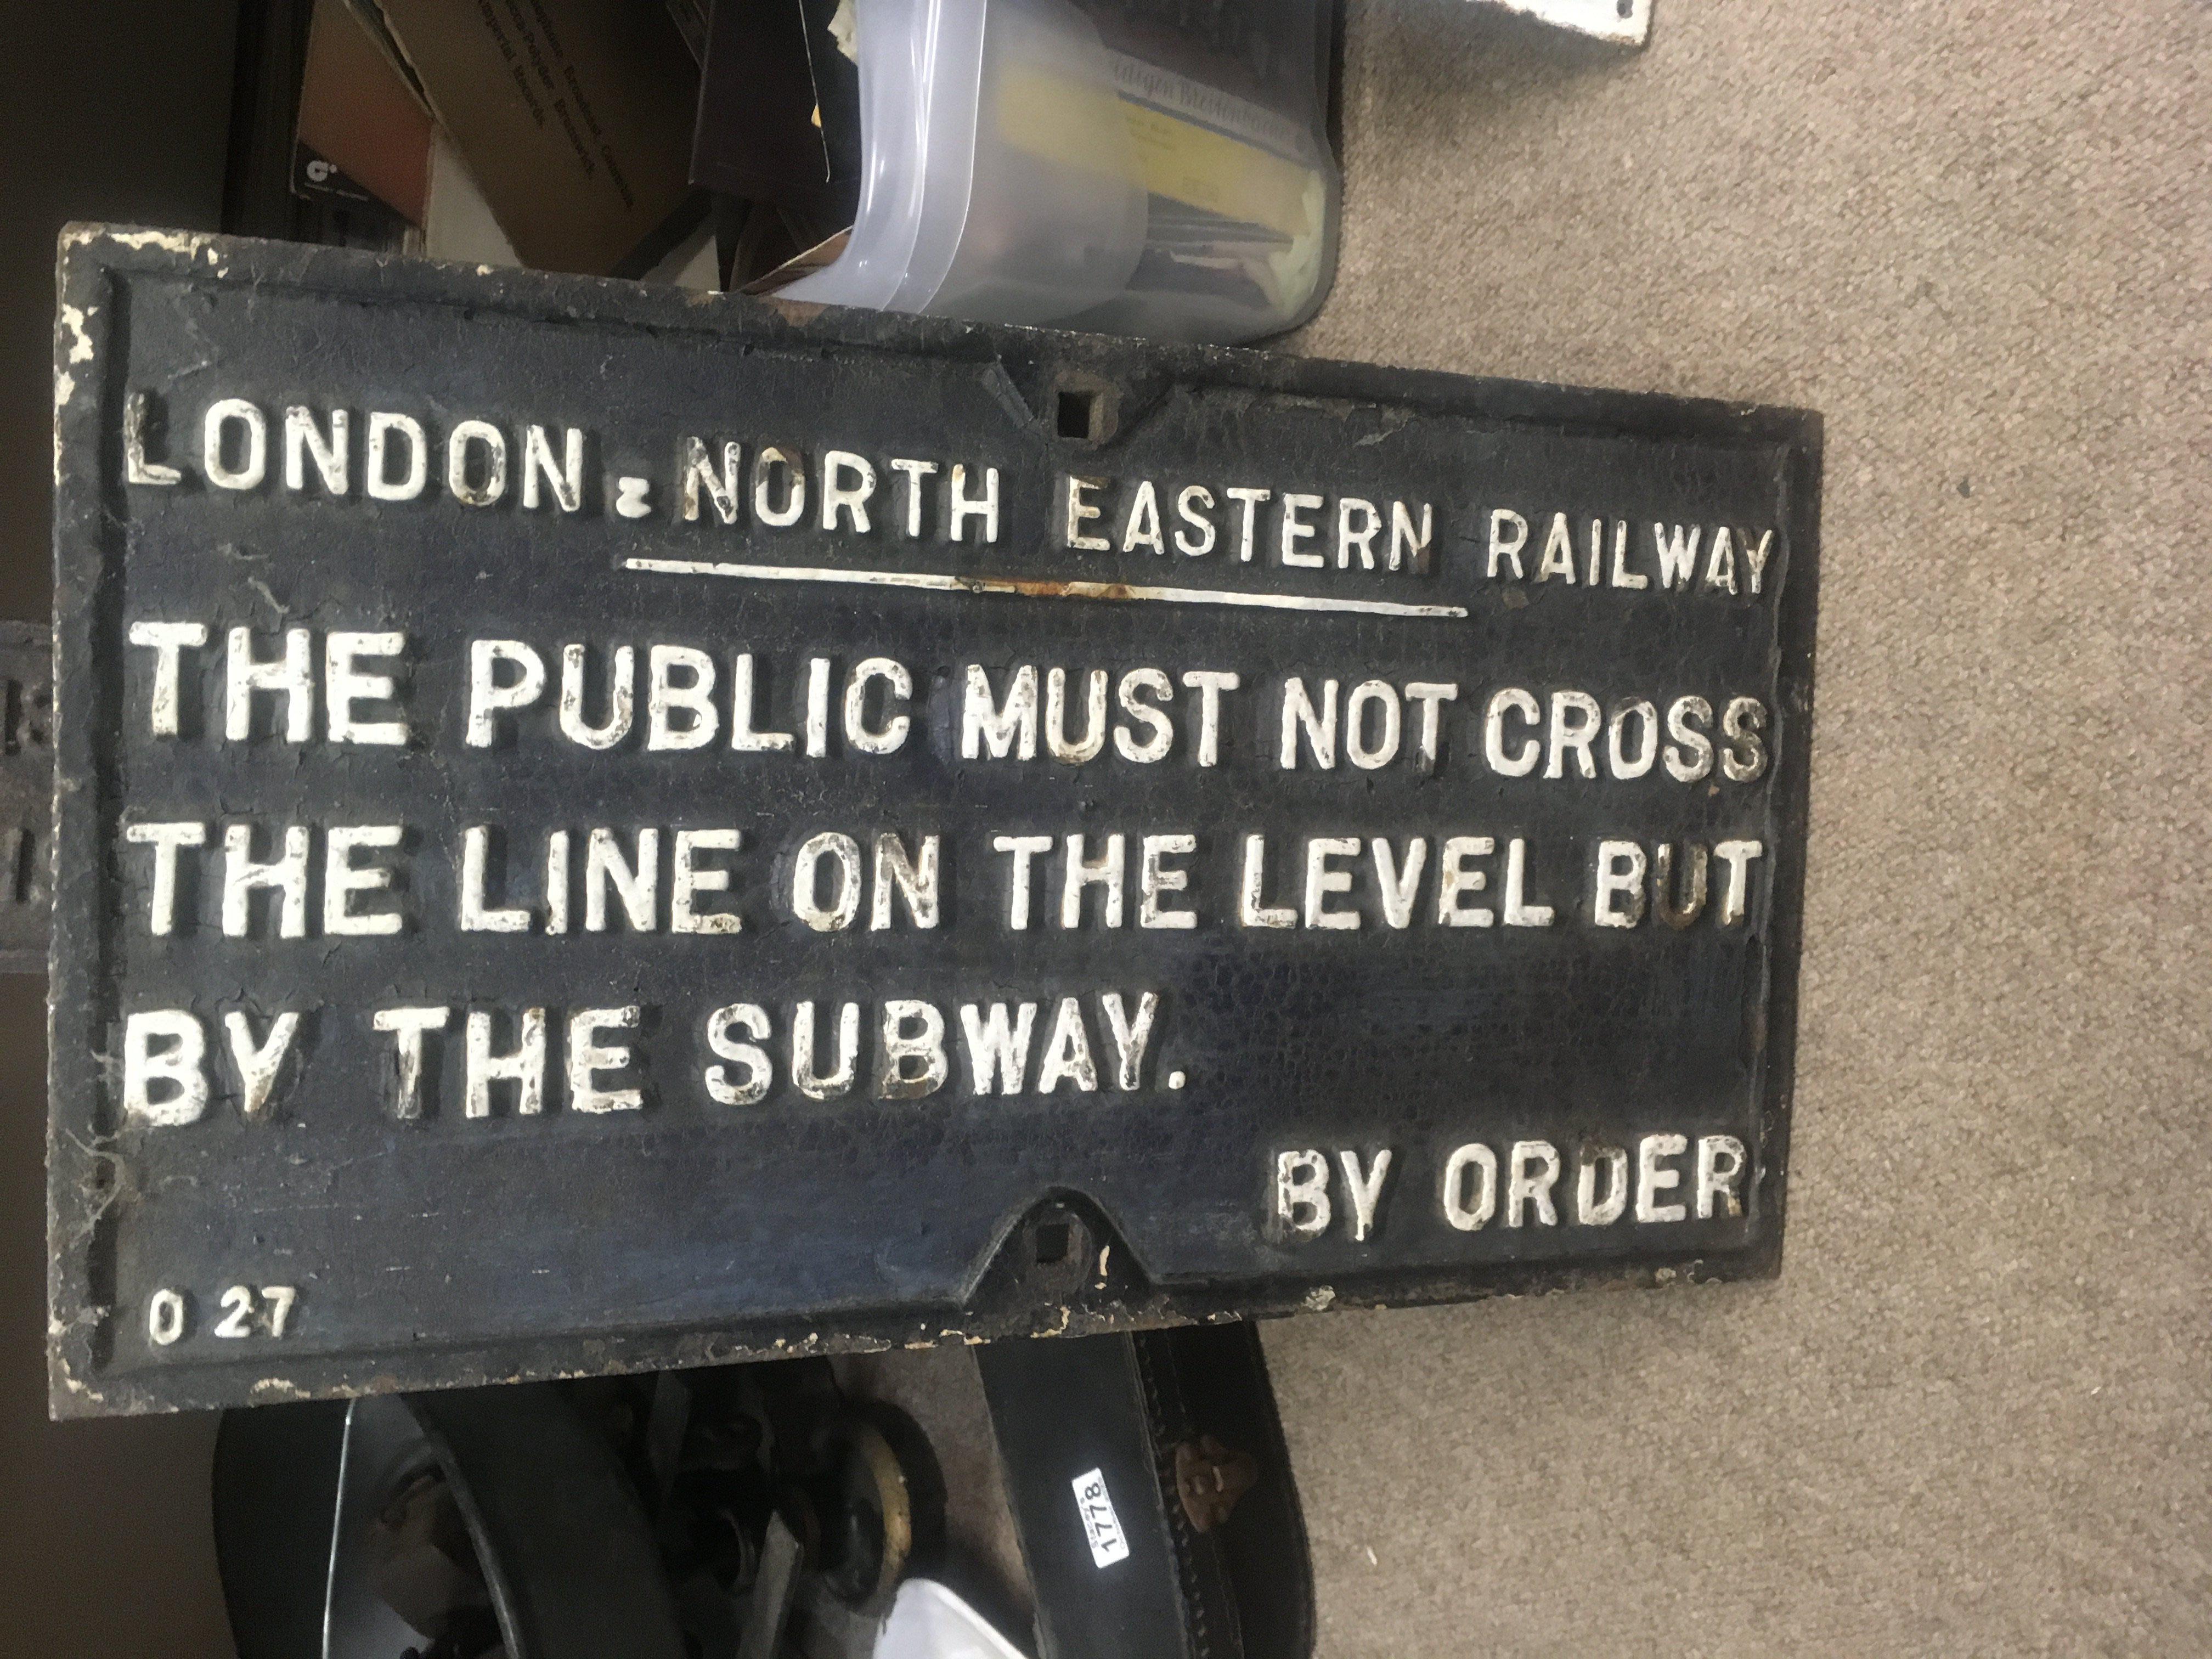 LONDON & NORTH EASTERN RAILWAY
THE PUBLIC MUST NOT CROSS
THE LINE ON THE LEVEL BUT
BY THE SUBWAY.
BY ORDER
O 27
1778